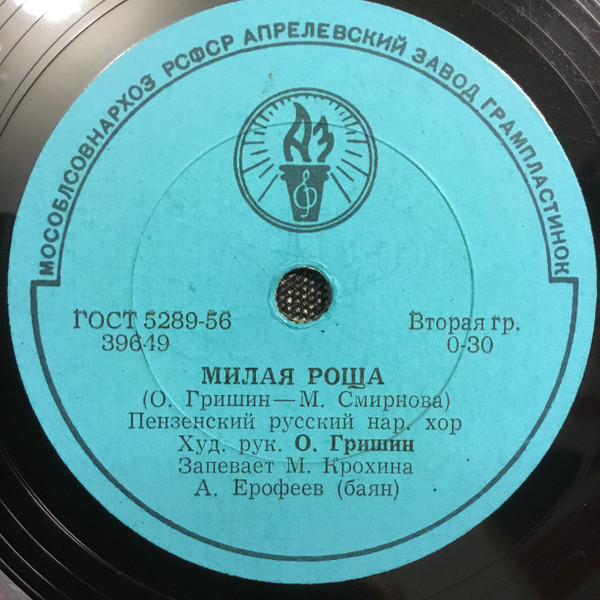 МОСОБЛСОВНАРХОЗ РСФСР АПРЕЛЕВСКИЙ ЗАВОД ГРАМПЛАСТИНОК
АЗ
ГОСТ 5289-56
39649
Вторая гр.
0-30
МИЛАЯ РОЩА
(О. Гришин — М. Смирнова)
Пензенский русский нар. хор
Худ. рук. О. Гришин
Запевает М. Крохина
А. Ерофеев (баян)